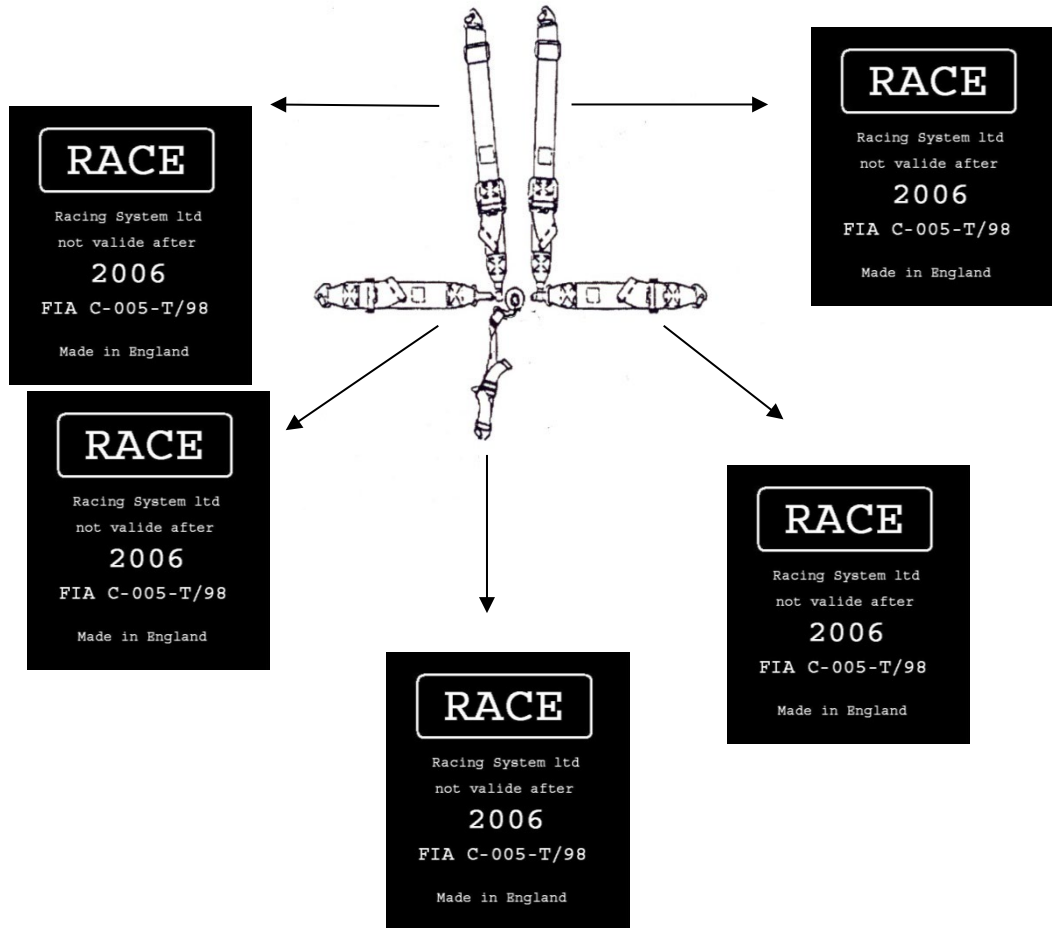 RACE
Racing System ltd
not valide after
2006
FIA C-005-T/98
Made in England
RACE
Racing System ltd
not valide after
2006
FIA C-005-T/98
Made in England
RACE
Racing System ltd
not valide after
2006
FIA C-005-T/98
Made in England
RACE
Racing System ltd
not valide after
2006
FIA C-005-T/98
Made in England
RACE
Racing System ltd
not valide after
2006
FIA C-005-T/98
Made in England